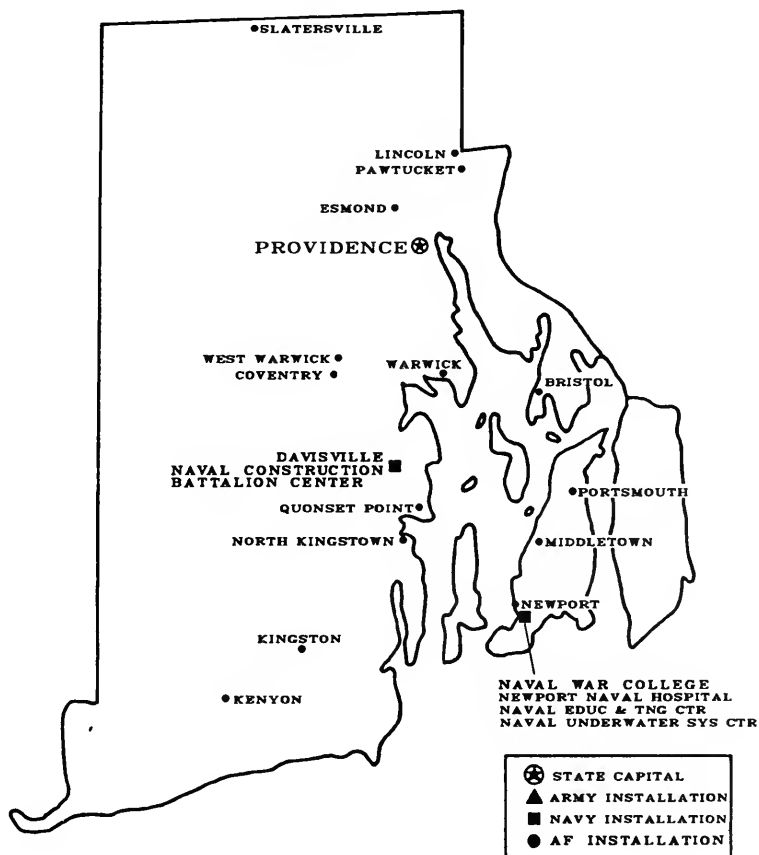 SLATERSVILLE
LINCOLN
PAWTUCKET
ESMOND
PROVIDENCE
WEST WARWICK
COVENTRY
WARWICK
BRISTOL
DAVISVILLE
NAVAL CONSTRUCTION
BATTALION CENTER
PORTSMOUTH
QUONSET POINT
NORTH KINGSTOWN
MIDDLETOWN
NEWPORT
KINGSTON
KENYON
NAVAL WAR COLLEGE
NEWPORT NAVAL HOSPITAL
NAVAL EDUC & TNG CTR
NAVAL UNDERWATER SYS CTR
STATE CAPITAL
ARMY INSTALLATION
NAVY INSTALLATION
AF INSTALLATION